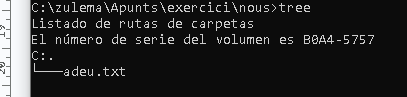 C:\zulema\Apunts\exercici\nous>tree
Listado de rutas de carpetas
El número de serie del volumen es B0A4-5757
C:.
└───adeu.txt